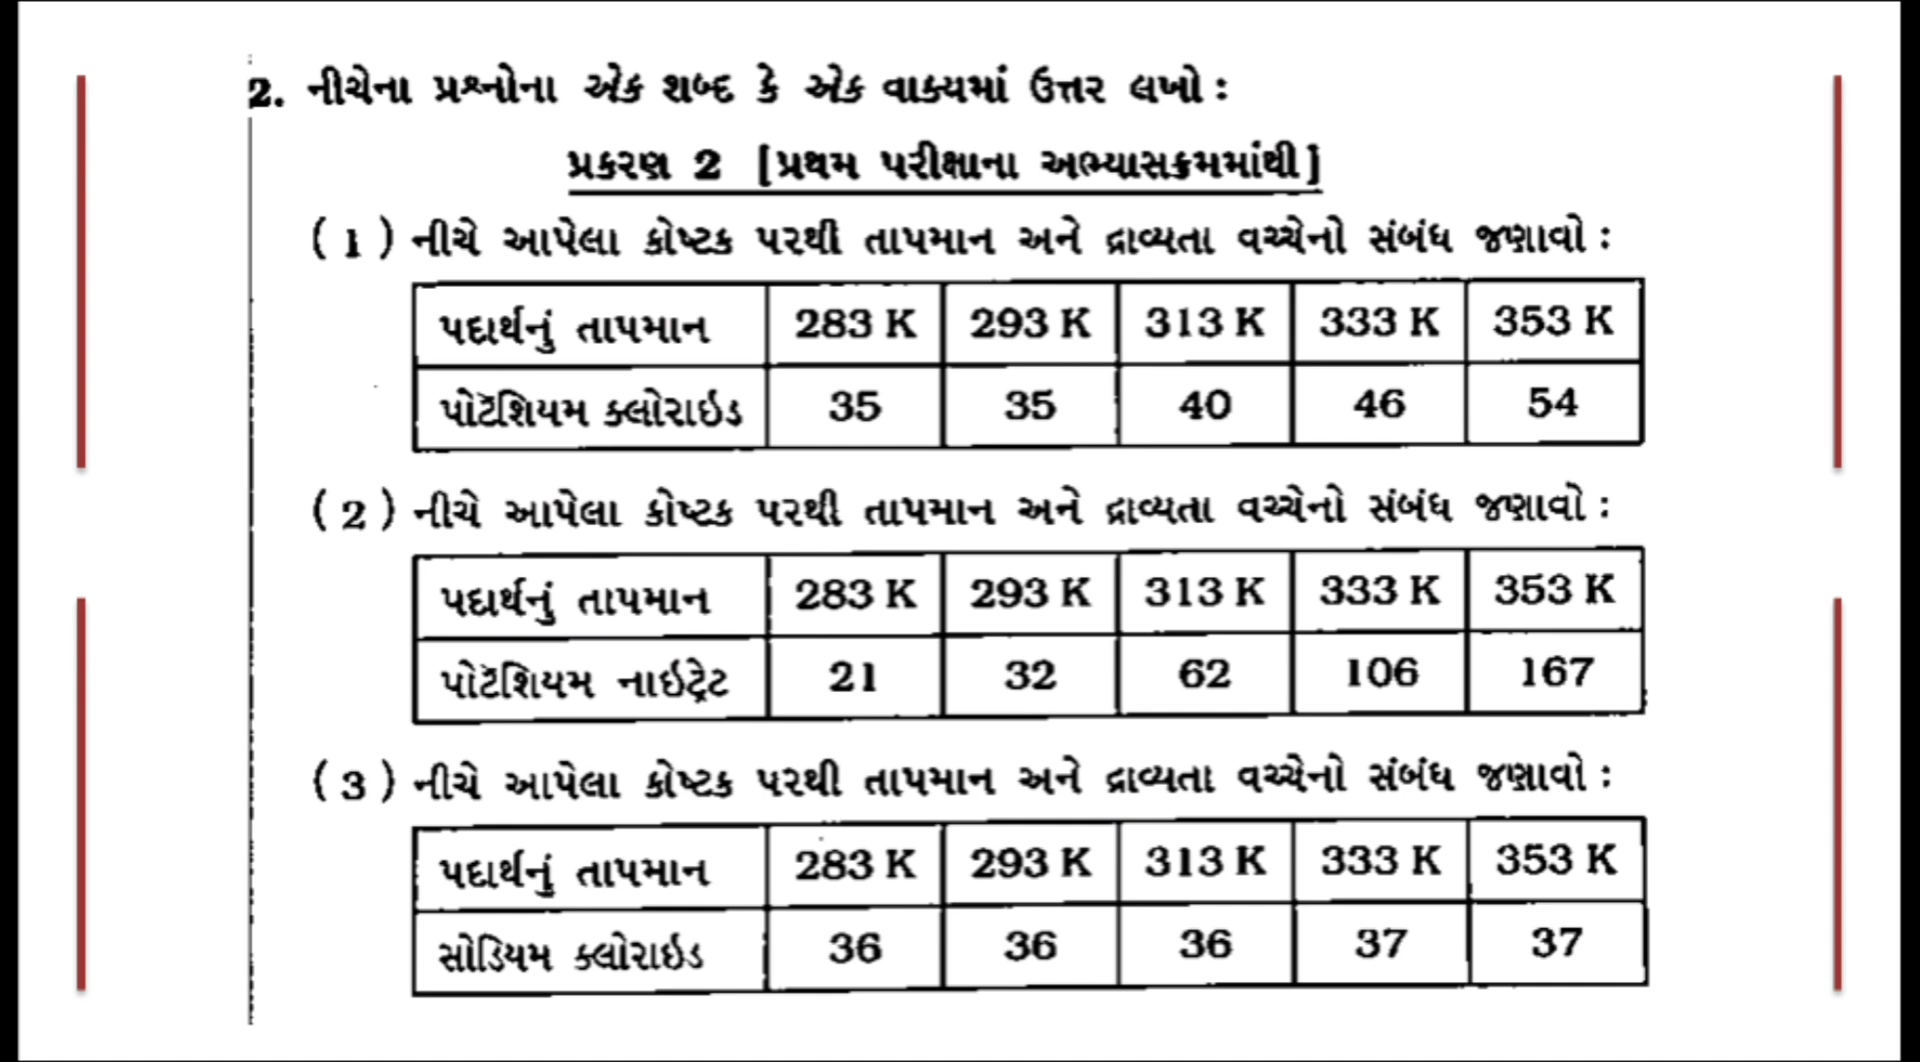 2. નીચેના પ્રશ્નોના એક શબ્દ કે એક વાક્યમાં ઉત્તર લખો :
પ્રકરણ 2 [પ્રથમ પરીક્ષાના અભ્યાસક્રમમાંથી]
( 1 ) નીચે આપેલા કોષ્ટક પરથી તાપમાન અને દ્રાવ્યતા વચ્ચેનો સંબંધ જણાવો :
પદાર્થનું તાપમાન 283 K 293 K 313 K 333 K 353 K
પોટૅશિયમ ક્લોરાઇડ 35 35 40 46 54
( 2 ) નીચે આપેલા કોષ્ટક પરથી તાપમાન અને દ્રાવ્યતા વચ્ચેનો સંબંધ જણાવો :
પદાર્થનું તાપમાન 283 K 293 K 313 K 333 K 353 K
પોટૅશિયમ નાઇટ્રેટ 21 32 62 106 167
( 3 ) નીચે આપેલા કોષ્ટક પરથી તાપમાન અને દ્રાવ્યતા વચ્ચેનો સંબંધ જણાવો :
પદાર્થનું તાપમાન 283 K 293 K 313 K 333 K 353 K
સોડિયમ ક્લોરાઇડ 36 36 36 37 37